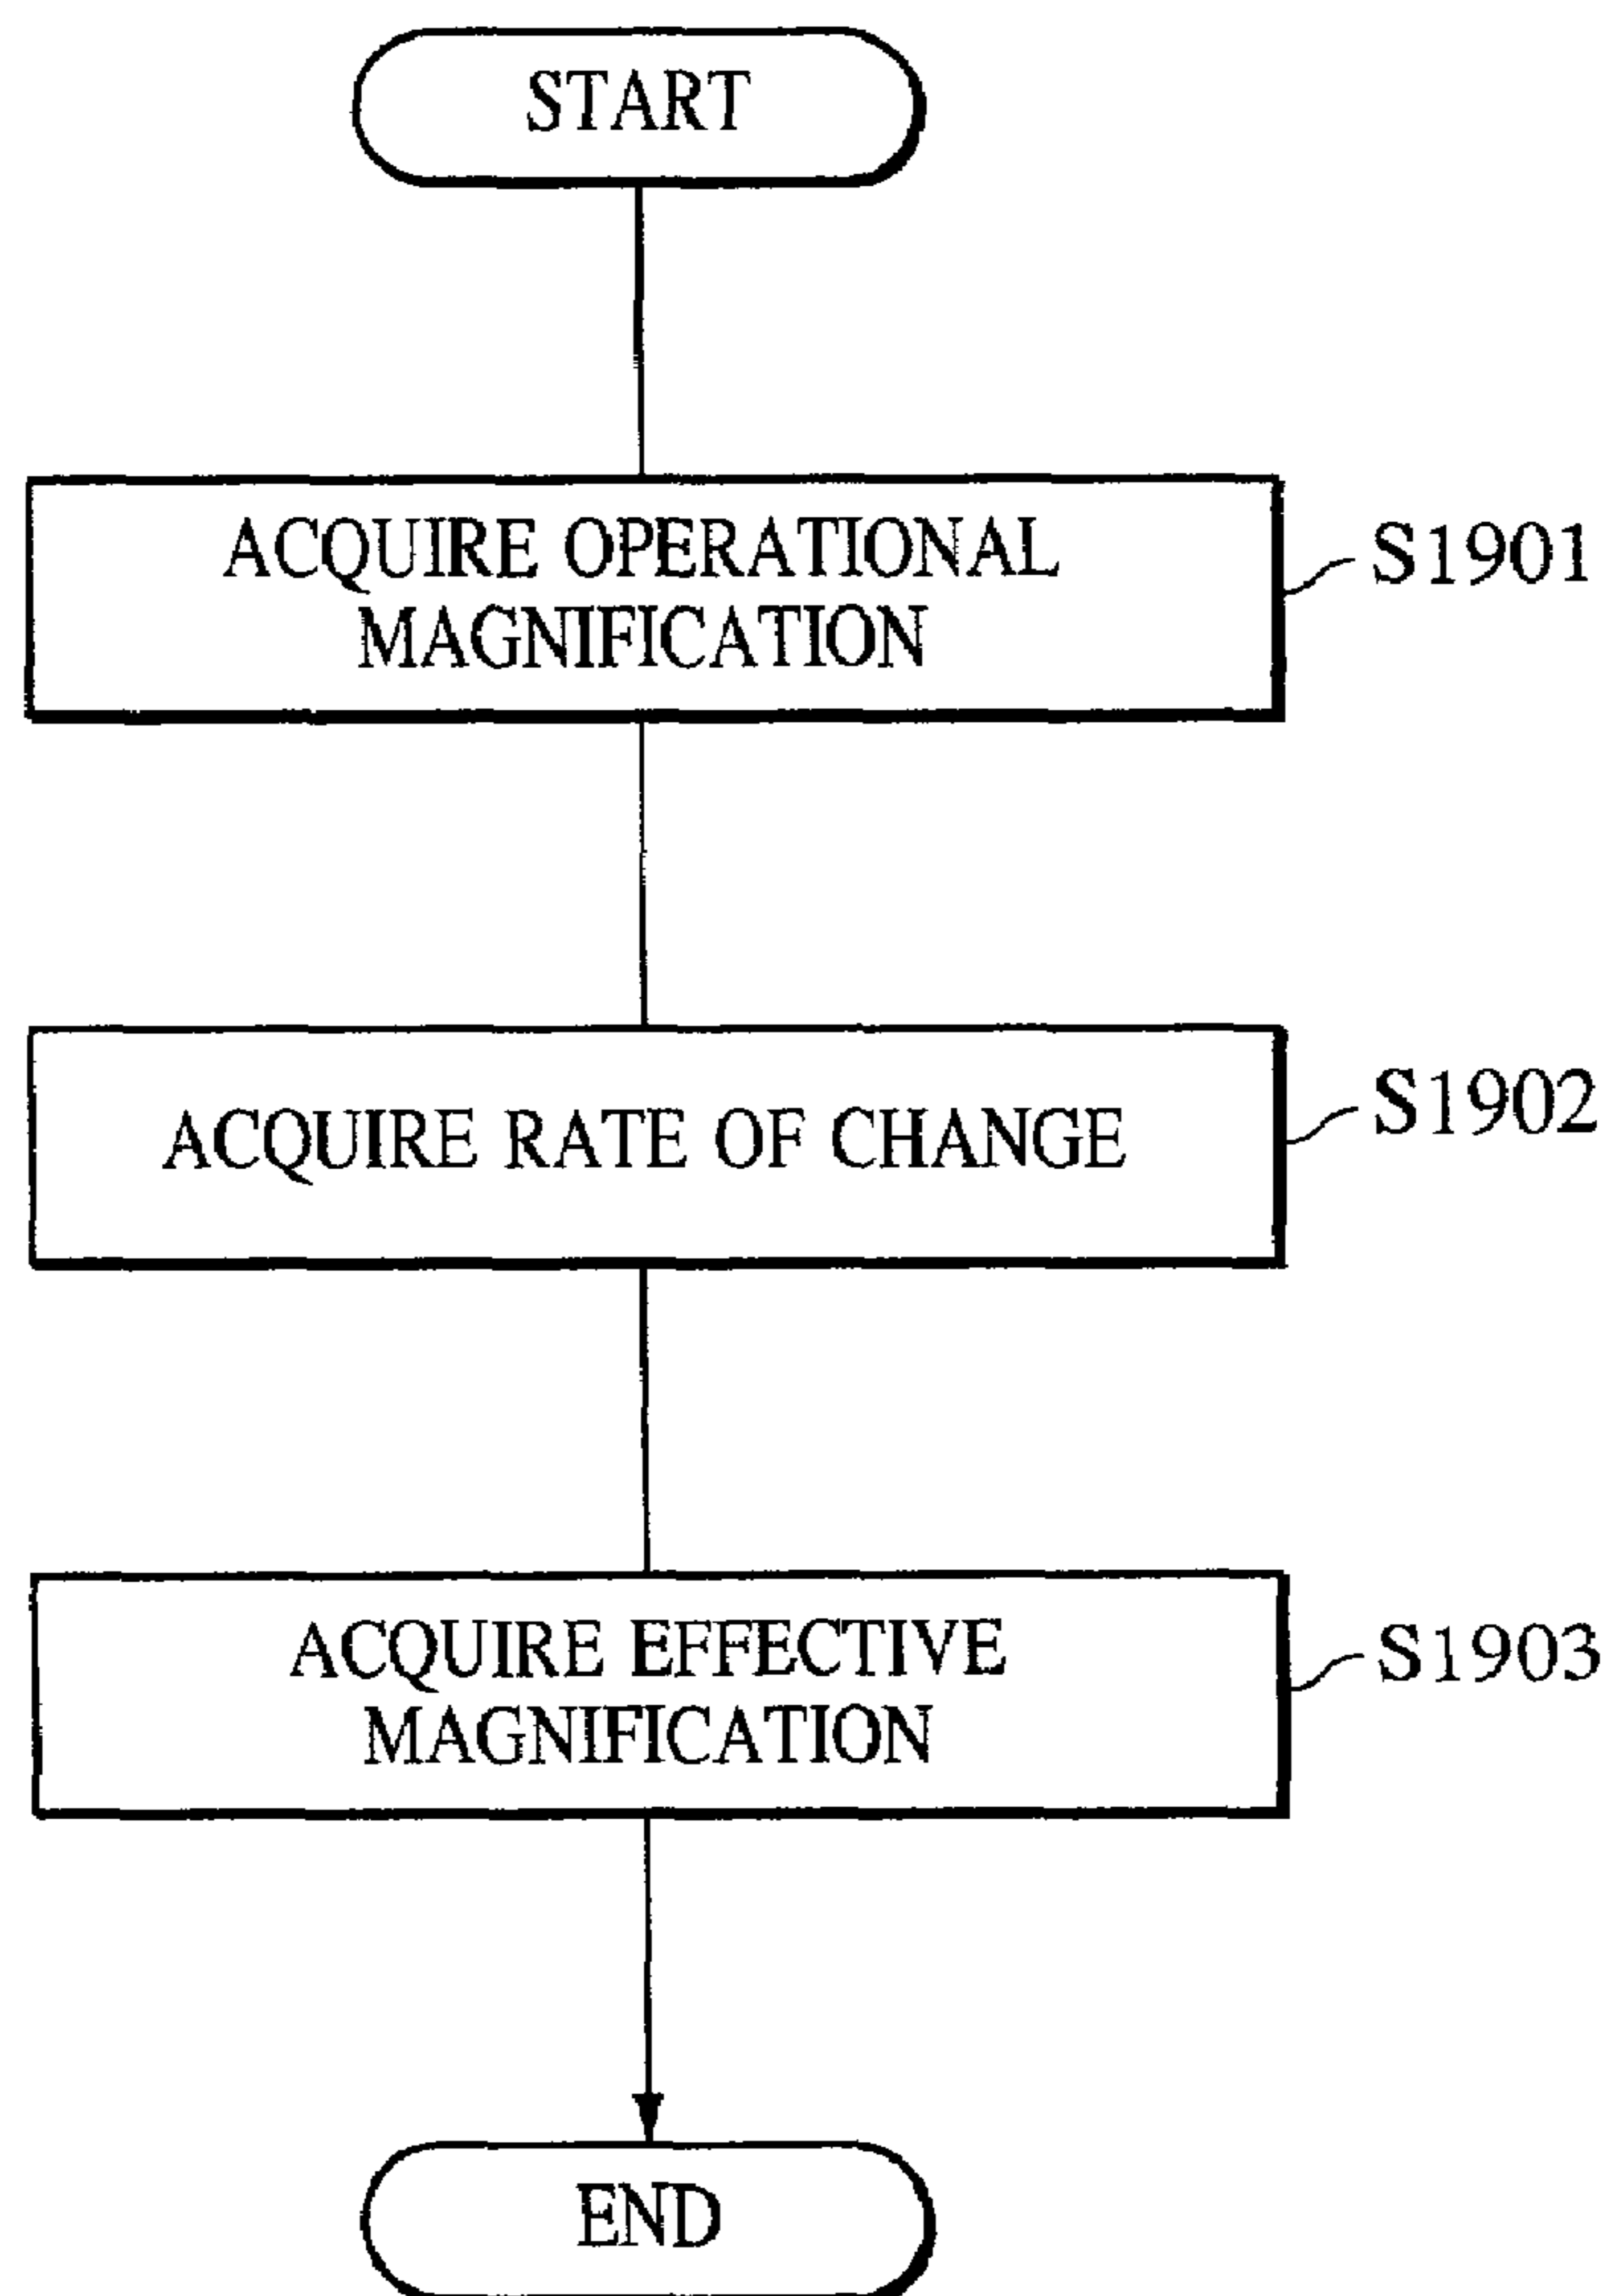 START
ACQUIRE OPERATIONAL
MAGNIFICATION
S1901
ACQUIRE RATE OF CHANGE
S1902
ACQUIRE EFFECTIVE
MAGNIFICATION
S1903
END